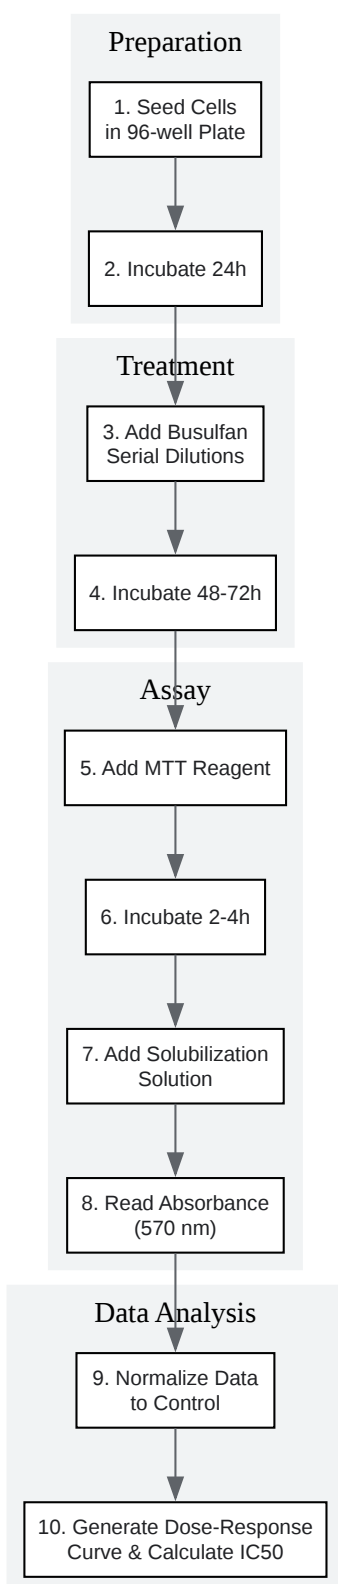 Preparation
1. Seed Cells
in 96-well Plate
2. Incubate 24h
Treatment
3. Add Busulfan
Serial Dilutions
4. Incubate 48-72h
Assay
5. Add MTT Reagent
6. Incubate 2-4h
7. Add Solubilization
Solution
8. Read Absorbance
(570 nm)
Data Analysis
9. Normalize Data
to Control
10. Generate Dose-Response
Curve & Calculate IC50